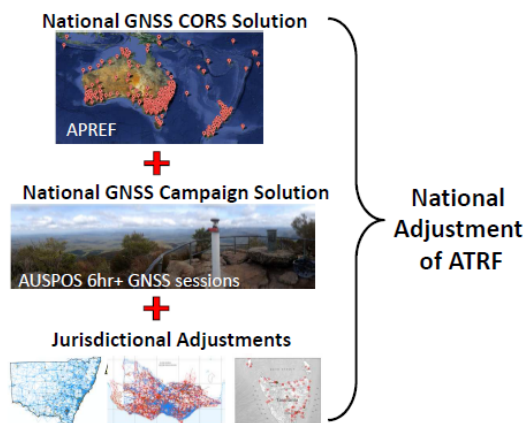 National GNSS CORS Solution
APREF
National GNSS Campaign Solution
AUSPOS 6hr+ GNSS sessions
Jurisdictional Adjustments
National
Adjustment
of ATRF